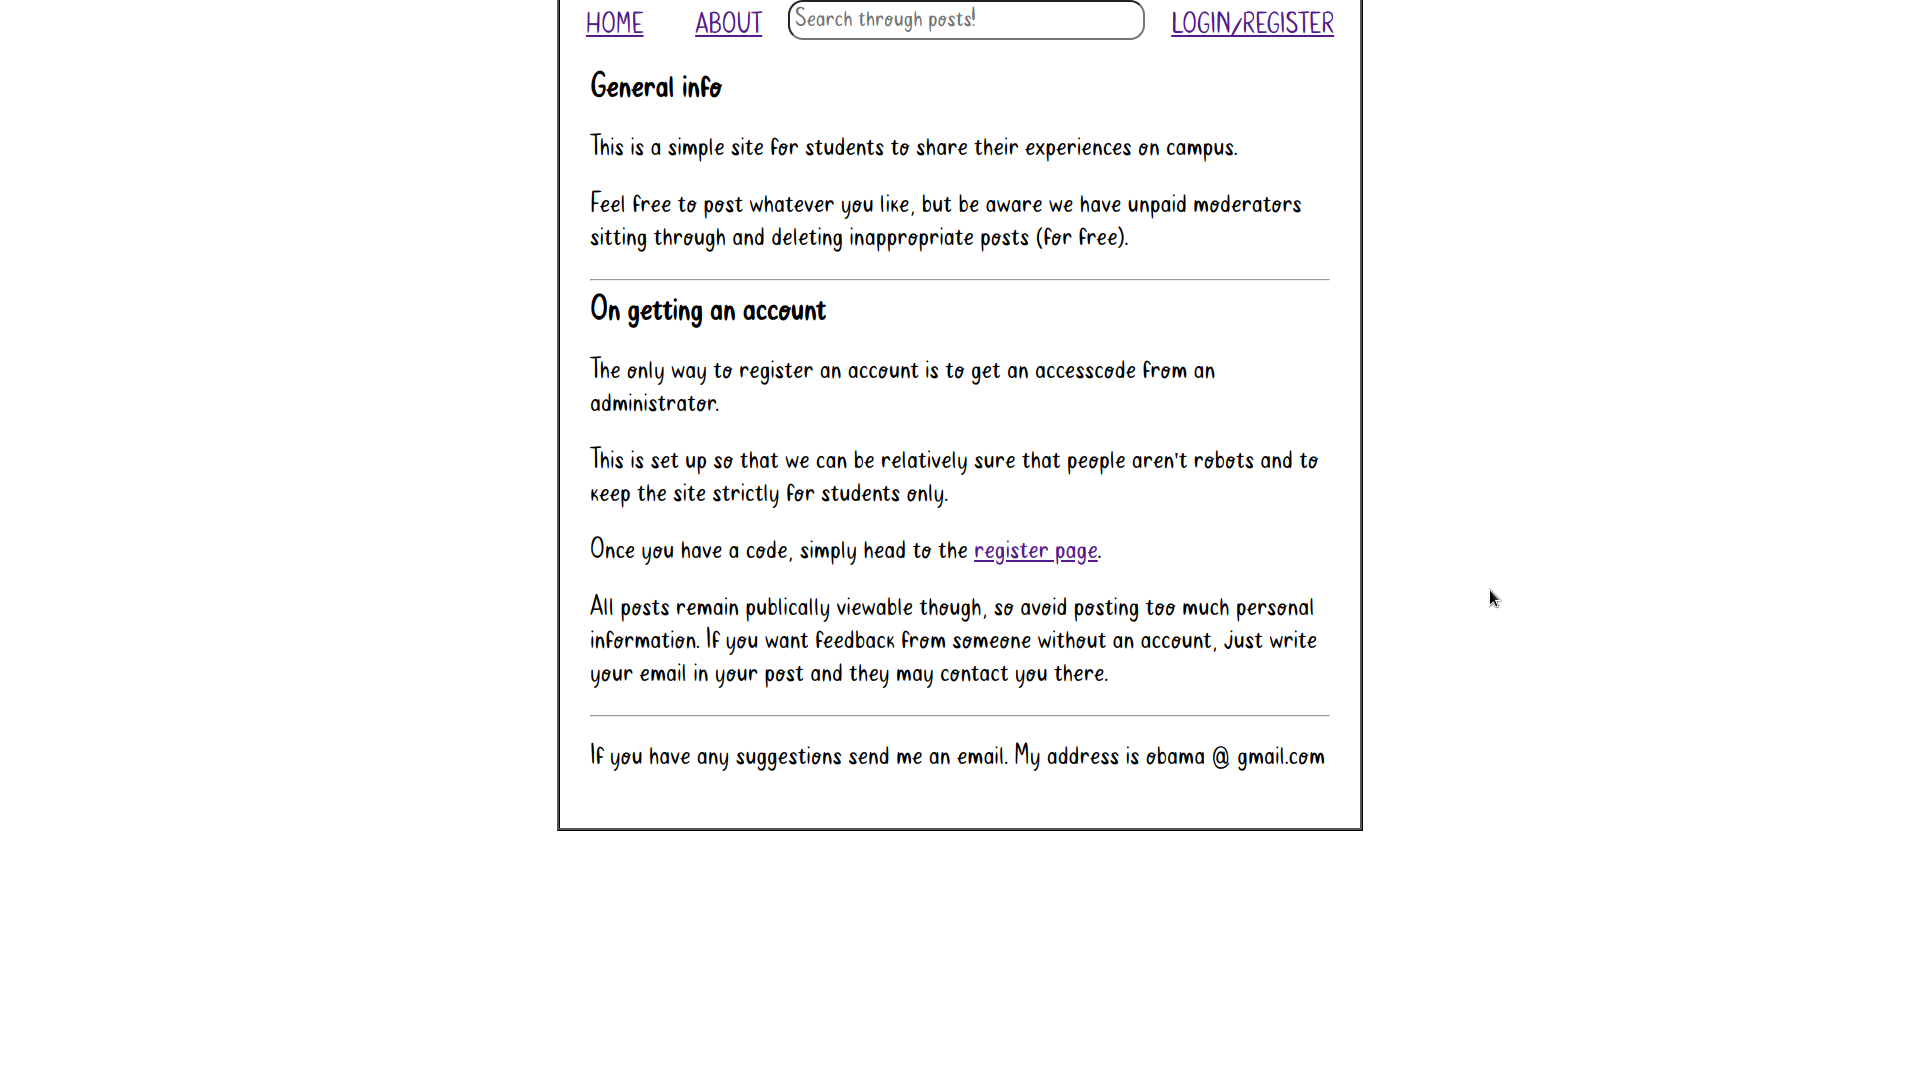 HOME ABOUT Search through posts! LOGIN/REGISTER
General info
This is a simple site for students to share their experiences on campus.
Feel free to post whatever you like, but be aware we have unpaid moderators
sitting through and deleting inappropriate posts (for free).
On getting an account
The only way to register an account is to get an accesscode from an
administrator.
This is set up so that we can be relatively sure that people aren't robots and to
keep the site strictly for students only.
Once you have a code, simply head to the register page.
All posts remain publically viewable though, so avoid posting too much personal
information. If you want feedback from someone without an account, just write
your email in your post and they may contact you there.
If you have any suggestions send me an email. My address is obama @ gmail.com